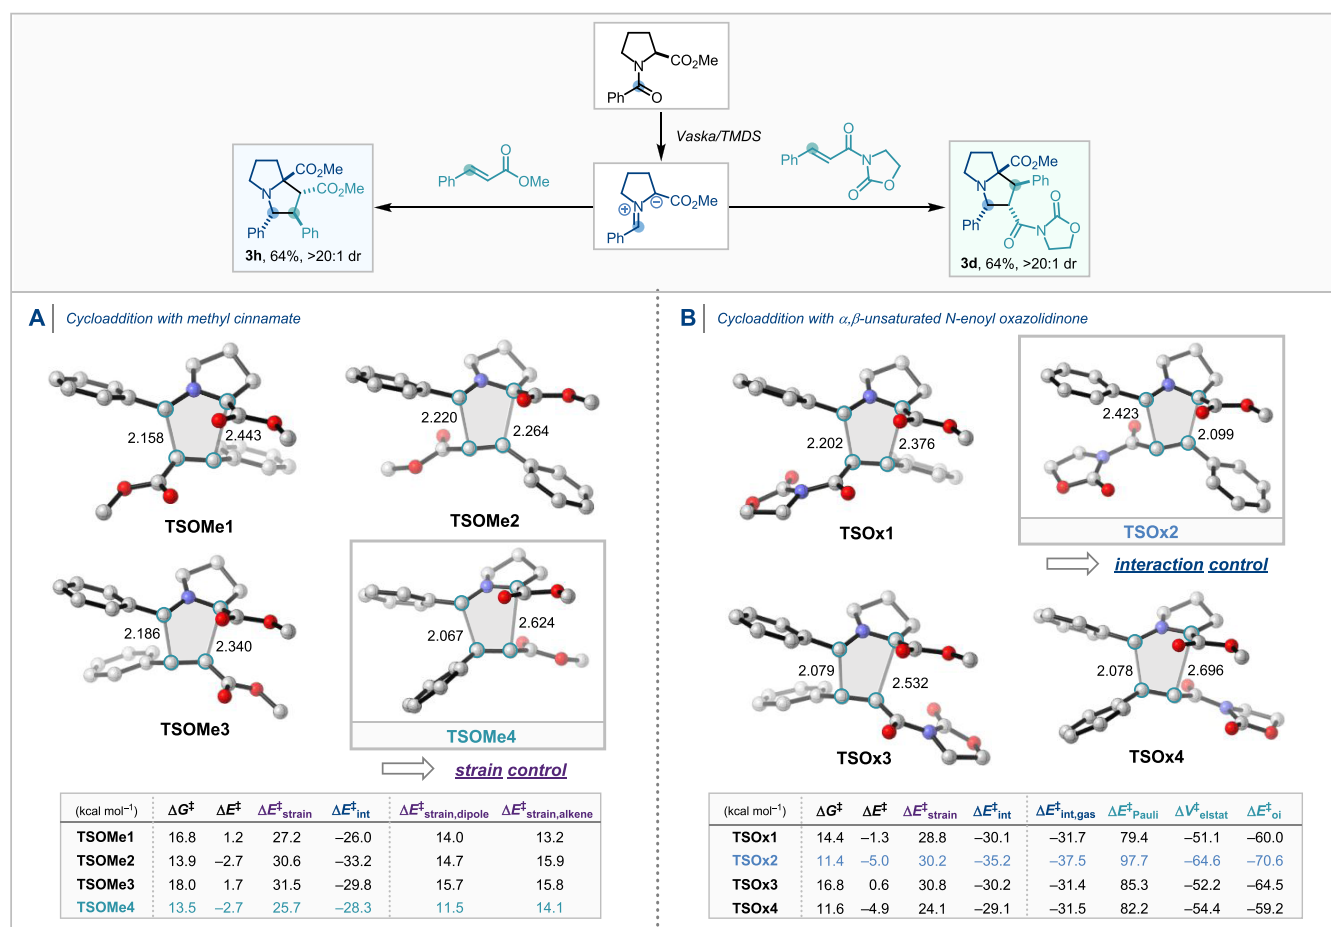 N
CO₂Me
Ph
O
Vaska/TMDS
CO₂Me
N
CO₂Me
Ph
Ph
3h, 64%, >20:1 dr
Ph
O
OMe
N
⊕
⊖
CO₂Me
Ph
Ph
O
N
O
O
CO₂Me
N
Ph
Ph
O
N
O
O
3d, 64%, >20:1 dr
A Cycloaddition with methyl cinnamate
2.158
2.443
TSOMe1
2.220
2.264
TSOMe2
2.186
2.340
TSOMe3
2.067
2.624
TSOMe4
strain control
(kcal mol⁻¹) ΔG‡ ΔE‡ ΔE‡strain ΔE‡int ΔE‡strain,dipole ΔE‡strain,alkene
TSOMe1 16.8 1.2 27.2 −26.0 14.0 13.2
TSOMe2 13.9 −2.7 30.6 −33.2 14.7 15.9
TSOMe3 18.0 1.7 31.5 −29.8 15.7 15.8
TSOMe4 13.5 −2.7 25.7 −28.3 11.5 14.1
B Cycloaddition with α,β-unsaturated N-enoyl oxazolidinone
2.202
2.376
TSOx1
2.423
2.099
TSOx2
interaction control
2.079
2.532
TSOx3
2.078
2.696
TSOx4
(kcal mol⁻¹) ΔG‡ ΔE‡ ΔE‡strain ΔE‡int ΔE‡int,gas ΔE‡Pauli ΔV‡elstat ΔE‡oi
TSOx1 14.4 −1.3 28.8 −30.1 −31.7 79.4 −51.1 −60.0
TSOx2 11.4 −5.0 30.2 −35.2 −37.5 97.7 −64.6 −70.6
TSOx3 16.8 0.6 30.8 −30.2 −31.4 85.3 −52.2 −64.5
TSOx4 11.6 −4.9 24.1 −29.1 −31.5 82.2 −54.4 −59.2